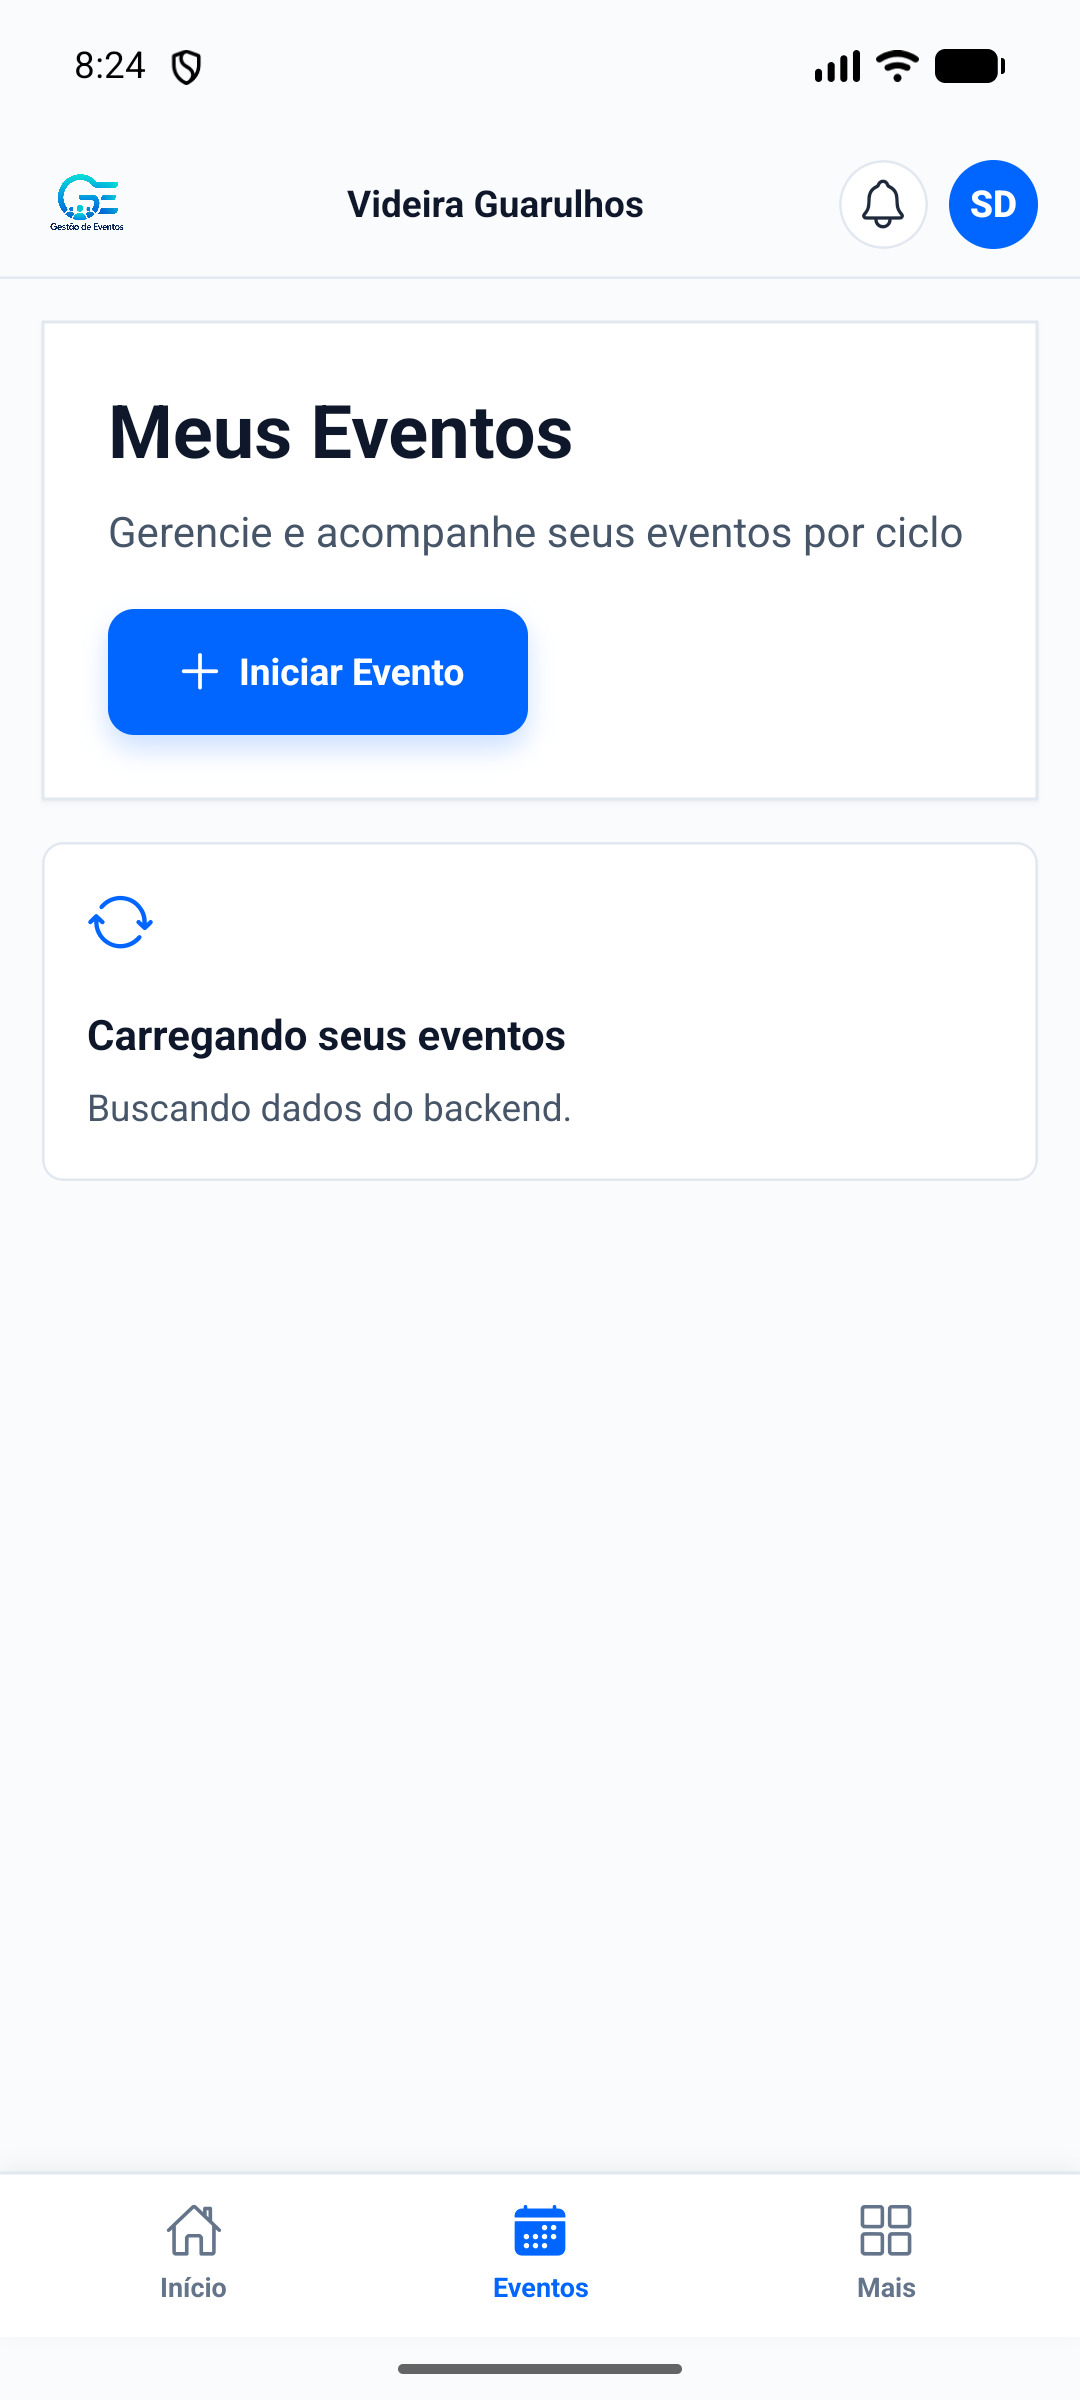 8:24
Gestão de Eventos
Videira Guarulhos
SD
Meus Eventos
Gerencie e acompanhe seus eventos por ciclo
Iniciar Evento
Carregando seus eventos
Buscando dados do backend.
Início
Eventos
Mais